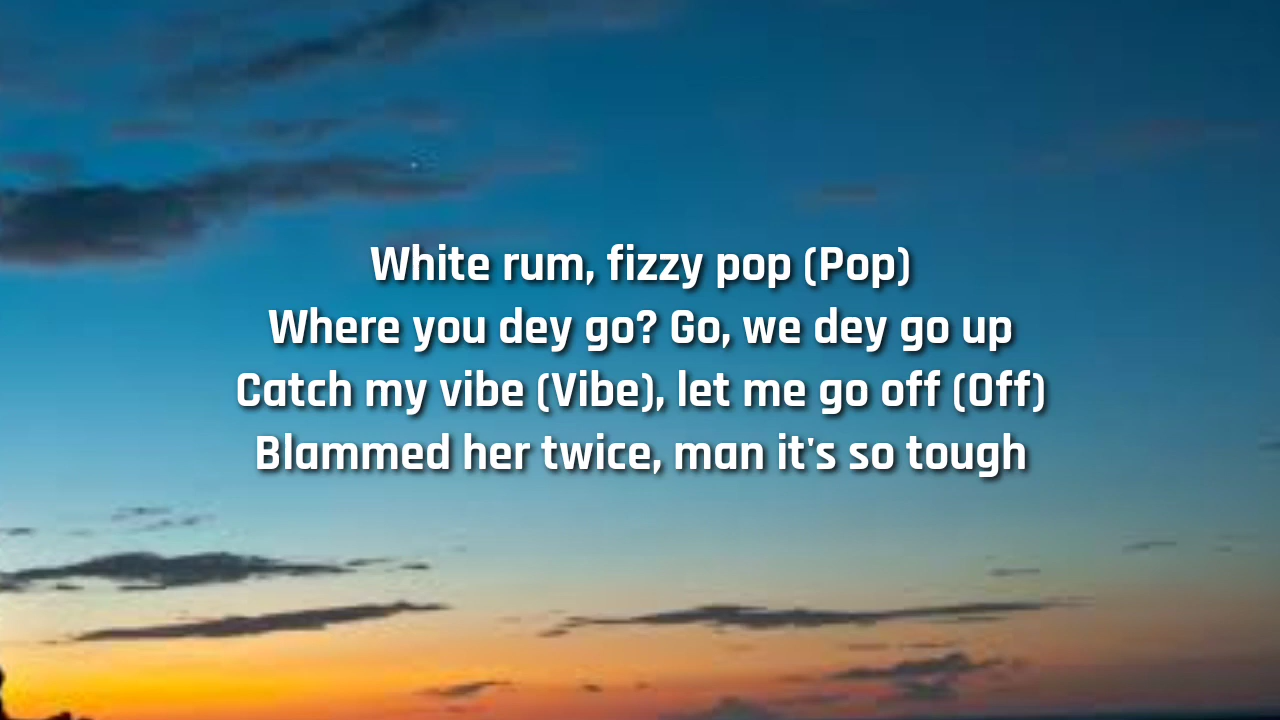 White rum, fizzy pop (Pop)
Where you dey go? Go, we dey go up
Catch my vibe (Vibe), let me go off (Off)
Blammed her twice, man it's so tough